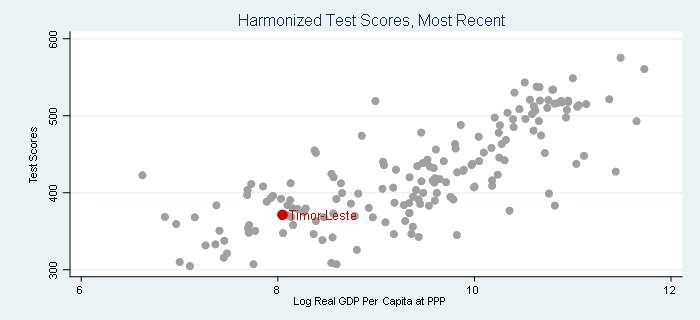 Harmonized Test Scores, Most Recent
600
500
400
300
Test Scores
Timor-Leste
6
8
10
12
Log Real GDP Per Capita at PPP